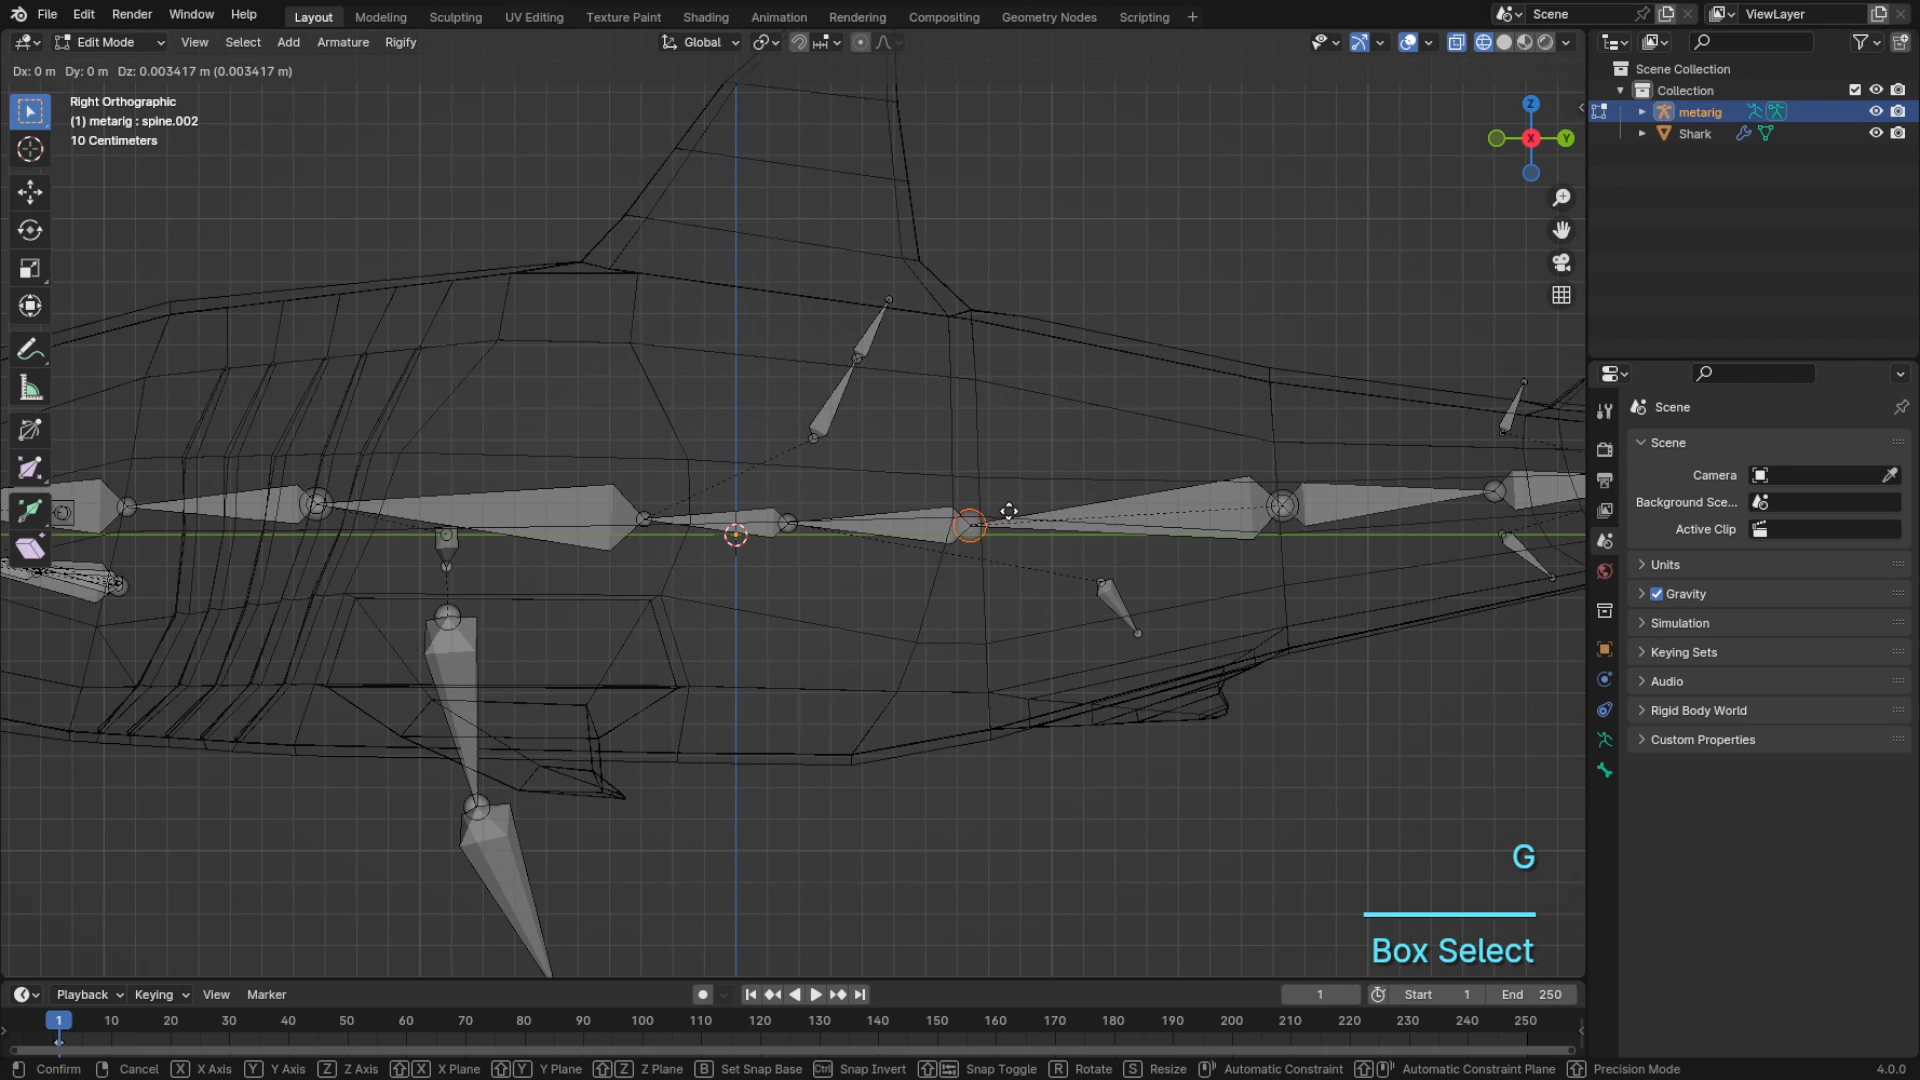 File Edit Render Window Help Layout Modeling Sculpting UV Editing Texture Paint Shading Animation Rendering Compositing Geometry Nodes Scripting + Scene ViewLayer
Edit Mode View Select Add Armature Rigify Global
Dx: 0 m Dy: 0 m Dz: 0.003417 m (0.003417 m)
Right Orthographic
(1) metarig : spine.002
10 Centimeters
Z
X
Y
G
Box Select
Scene Collection
Collection
metarig
Shark
Scene
Scene
Camera
Background Sce...
Active Clip
Units
Gravity
Simulation
Keying Sets
Audio
Rigid Body World
Custom Properties
Playback Keying View Marker 1 Start 1 End 250
1 10 20 30 40 50 60 70 80 90 100 110 120 130 140 150 160 170 180 190 200 210 220 230 240 250
Confirm Cancel X X Axis Y Y Axis Z Z Axis X X Plane Y Y Plane Z Z Plane B Set Snap Base Ctrl Snap Invert Snap Toggle R Rotate S Resize Automatic Constraint Automatic Constraint Plane Precision Mode 4.0.0